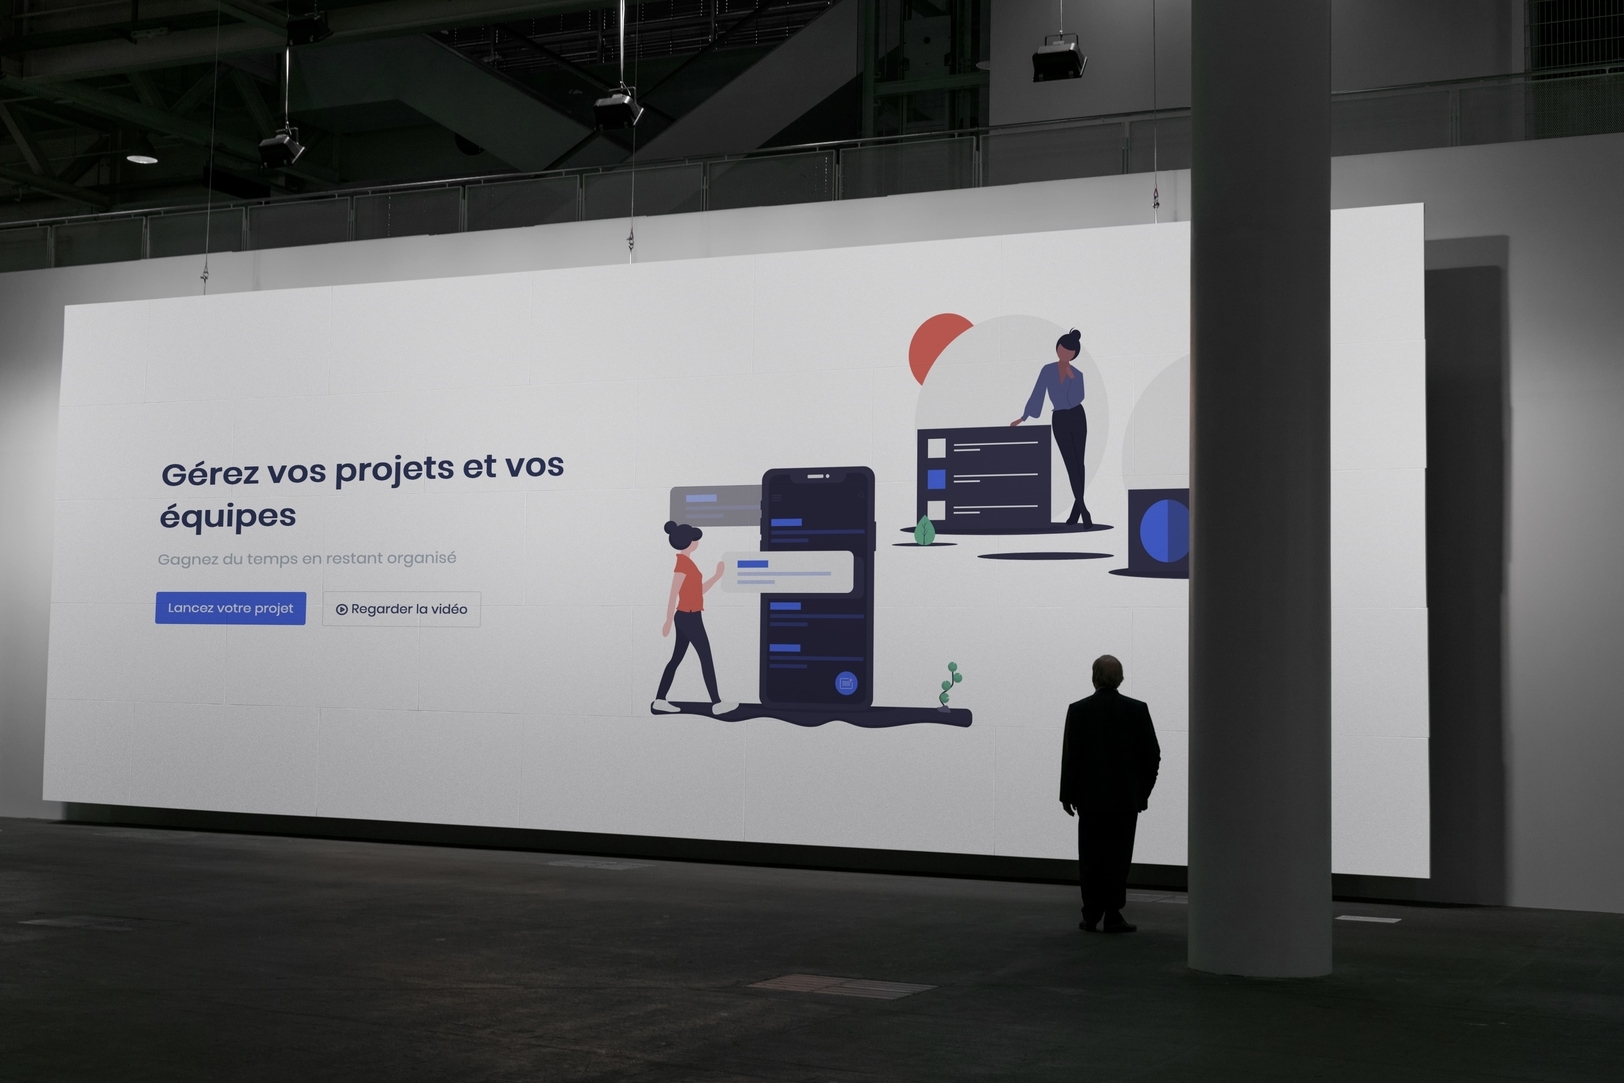 Gérez vos projets et vos
équipes
Gagnez du temps en restant organisé
Lancez votre projet
Regarder la vidéo